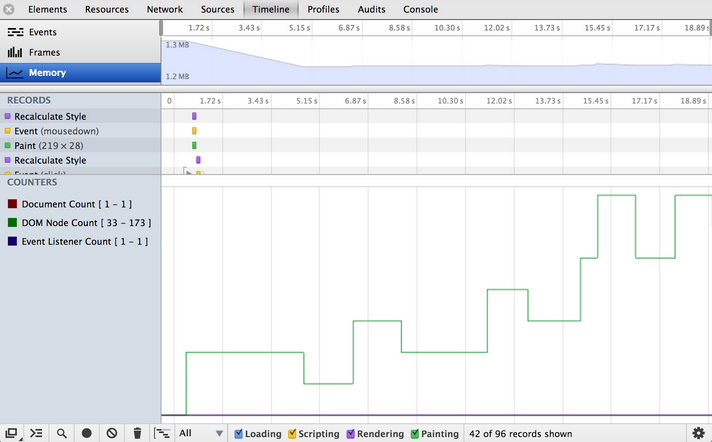 Elements Resources Network Sources Timeline Profiles Audits Console
1.72 s 3.43 s 5.15 s 6.87 s 8.58 s 10.30 s 12.02 s 13.73 s 15.45 s 17.17 s 18.89 s
Events
Frames
Memory
1.3 MB
1.2 MB
RECORDS
0 1.72 s 3.43 s 5.15 s 6.87 s 8.58 s 10.30 s 12.02 s 13.73 s 15.45 s 17.17 s 18.89 s
Recalculate Style
Event (mousedown)
Paint (219 × 28)
Recalculate Style
Event (click)
COUNTERS
Document Count [ 1 – 1 ]
DOM Node Count [ 33 – 173 ]
Event Listener Count [ 1 – 1 ]
All Loading Scripting Rendering Painting 42 of 96 records shown